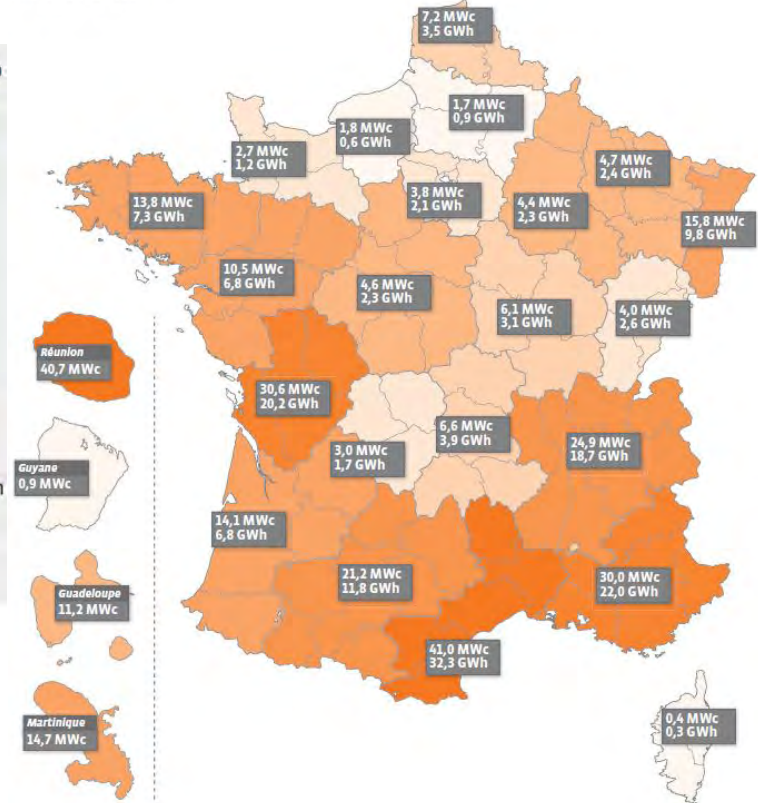 7,2 MWc
3,5 GWh
1,7 MWc
0,9 GWh
1,8 MWc
0,6 GWh
2,7 MWc
1,2 GWh
4,7 MWc
2,4 GWh
3,8 MWc
2,1 GWh
4,4 MWc
2,3 GWh
13,8 MWc
7,3 GWh
15,8 MWc
9,8 GWh
10,5 MWc
6,8 GWh
4,6 MWc
2,3 GWh
6,1 MWc
3,1 GWh
4,0 MWc
2,6 GWh
Réunion
40,7 MWc
30,6 MWc
20,2 GWh
6,6 MWc
3,9 GWh
24,9 MWc
18,7 GWh
3,0 MWc
1,7 GWh
Guyane
0,9 MWc
14,1 MWc
6,8 GWh
21,2 MWc
11,8 GWh
30,0 MWc
22,0 GWh
Guadeloupe
11,2 MWc
41,0 MWc
32,3 GWh
Martinique
14,7 MWc
0,4 MWc
0,3 GWh